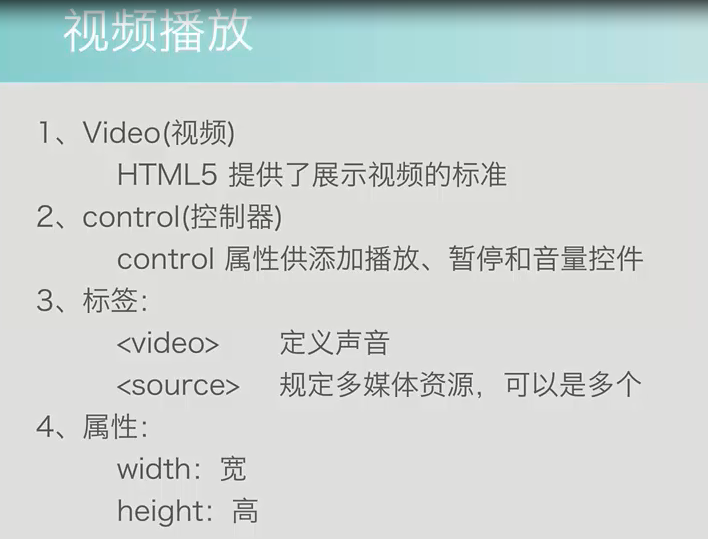 视频播放
1、Video(视频)
HTML5 提供了展示视频的标准
2、control(控制器)
control 属性供添加播放、暂停和音量控件
3、标签：
<video> 定义声音
<source> 规定多媒体资源，可以是多个
4、属性：
width：宽
height：高